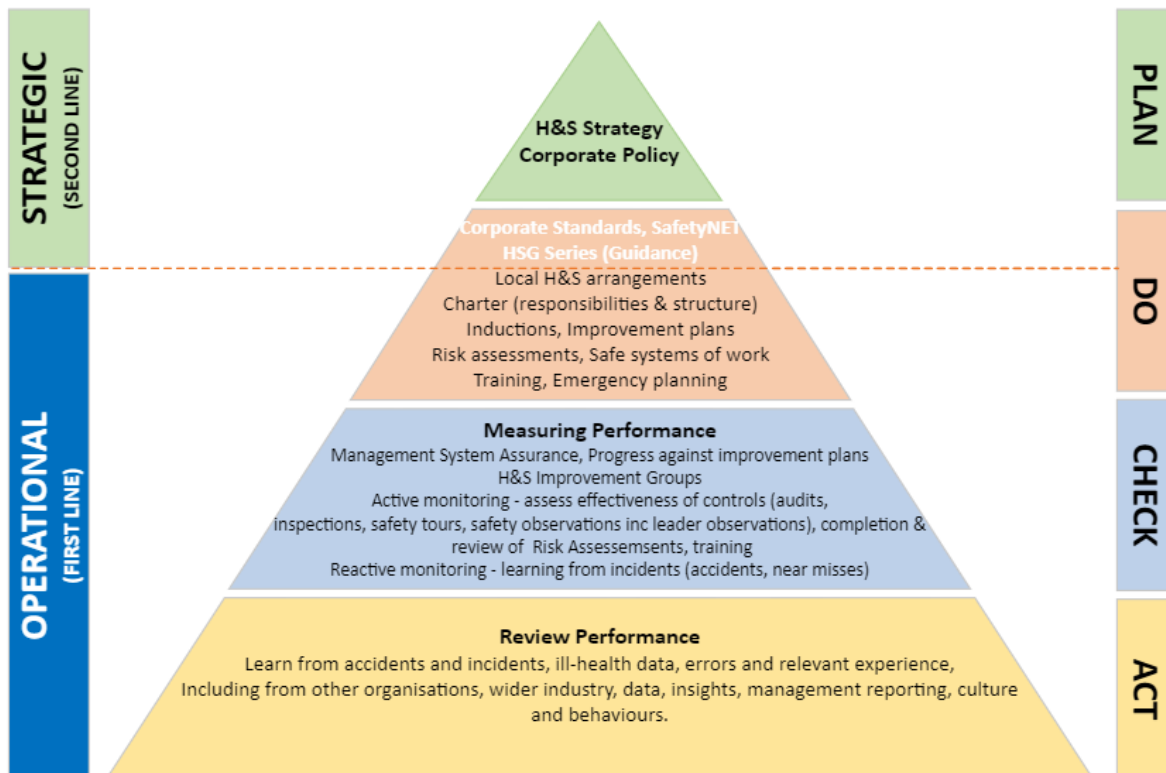 STRATEGIC
(SECOND LINE)
OPERATIONAL
(FIRST LINE)
H&S Strategy
Corporate Policy
Corporate Standards, SafetyNET
HSG Series (Guidance)
Local H&S arrangements
Charter (responsibilities & structure)
Inductions, Improvement plans
Risk assessments, Safe systems of work
Training, Emergency planning
Measuring Performance
Management System Assurance, Progress against improvement plans
H&S Improvement Groups
Active monitoring - assess effectiveness of controls (audits,
inspections, safety tours, safety observations inc leader observations), completion &
review of Risk Assessemsents, training
Reactive monitoring - learning from incidents (accidents, near misses)
Review Performance
Learn from accidents and incidents, ill-health data, errors and relevant experience,
Including from other organisations, wider industry, data, insights, management reporting, culture
and behaviours.
PLAN
DO
CHECK
ACT